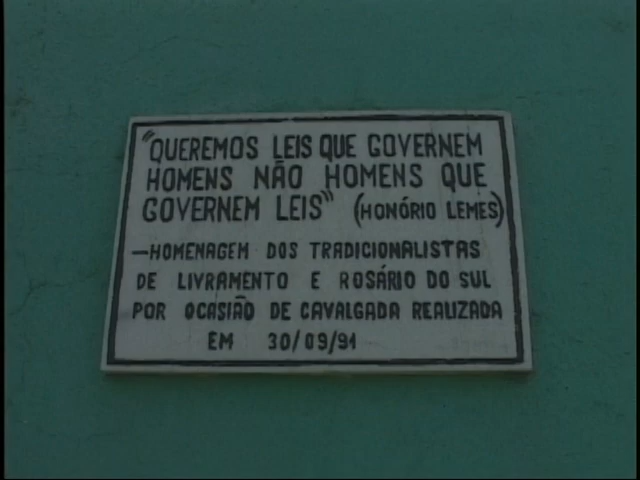 "QUEREMOS LEIS QUE GOVERNEM
HOMENS NÃO HOMENS QUE
GOVERNEM LEIS" (HONÓRIO LEMES)
—HOMENAGEM DOS TRADICIONALISTAS
DE LIVRAMENTO E ROSÁRIO DO SUL
POR OCASIÃO DE CAVALGADA REALIZADA
EM 30/09/91